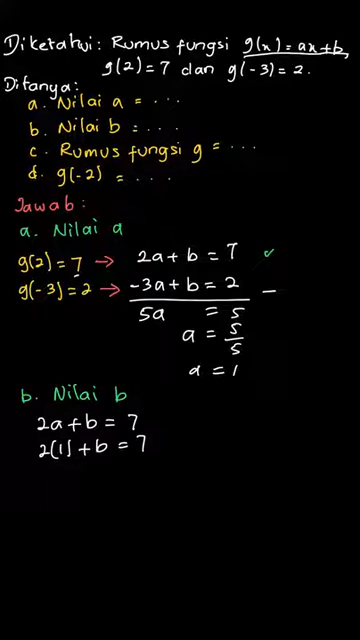 Diketahui: Rumus fungsi g(x) = ax + b,
g(2) = 7 dan g(-3) = 2.
Ditanya:
a. Nilai a = ...
b. Nilai b = ...
c. Rumus fungsi g = ...
d. g(-2) = ...
Jawab:
a. Nilai a
g(2) = 7 → 2a + b = 7 ✓
g(-3) = 2 → -3a + b = 2 −
5a = 5
a = 5/5
a = 1
b. Nilai b
2a + b = 7
2(1) + b = 7